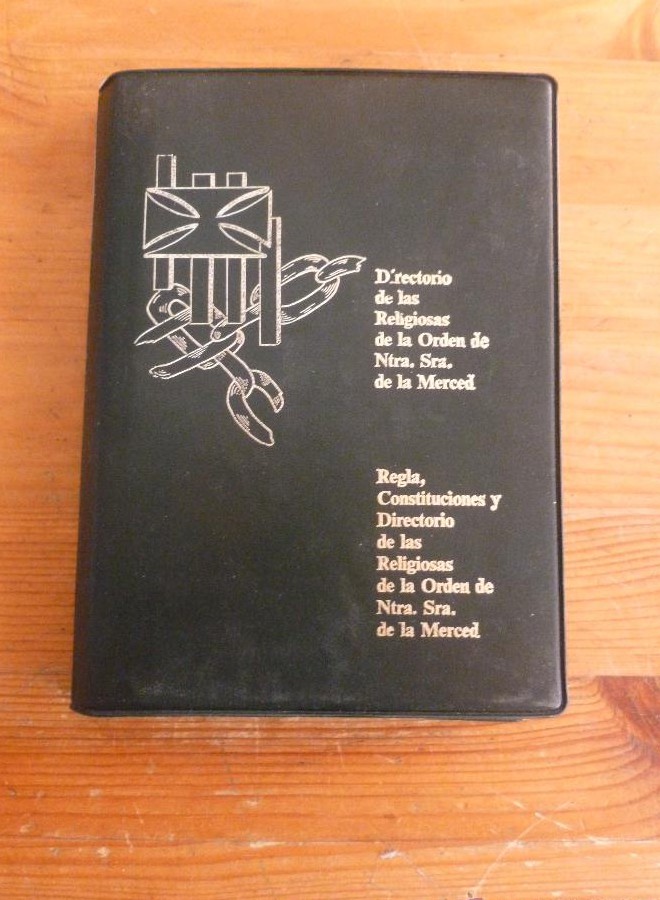 D'rectorio
de las
Religiosas
de la Orden de
Ntra. Sra.
de la Merced
Regla,
Constituciones y
Directorio
de las
Religiosas
de la Orden de
Ntra. Sra.
de la Merced